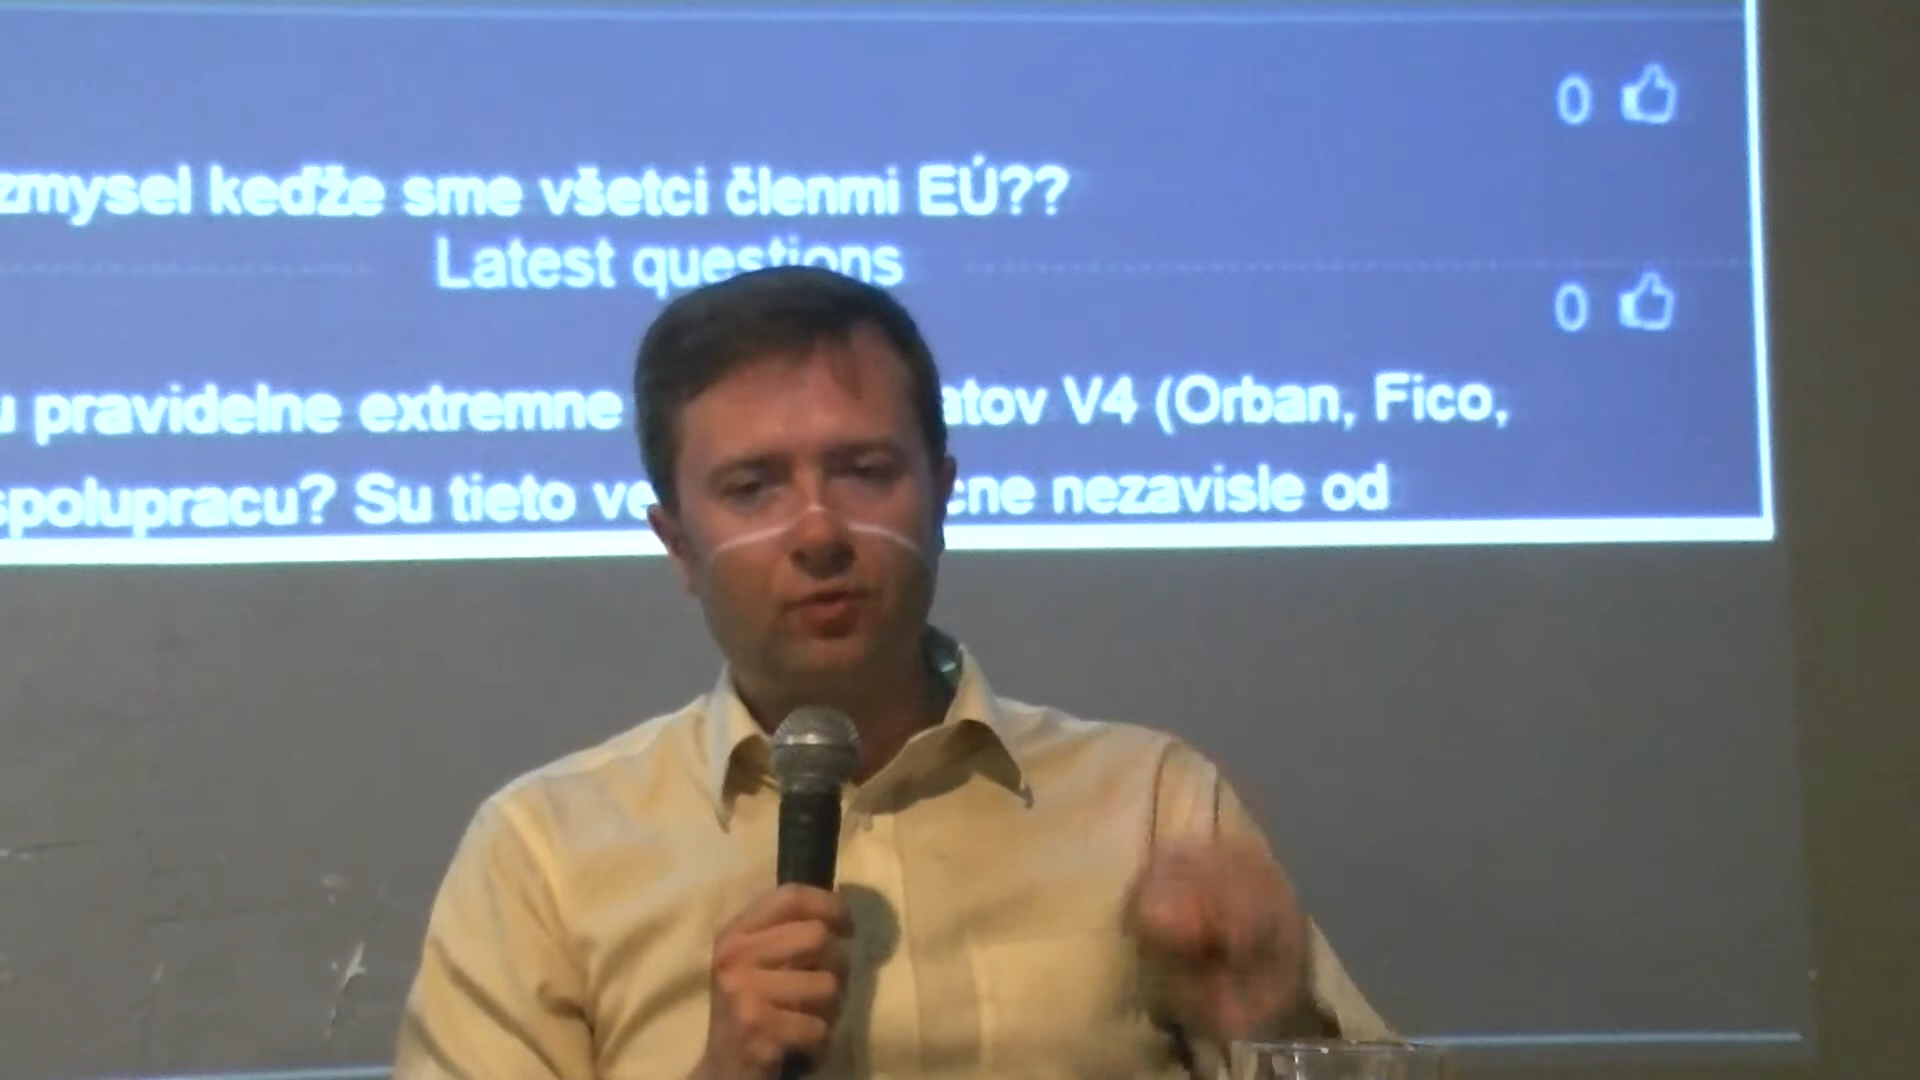 0
zmysel keďže sme všetci členmi EÚ??
Latest questions
0
u pravidelne extremne atov V4 (Orban, Fico,
spolupracu? Su tieto ve cne nezavisle od